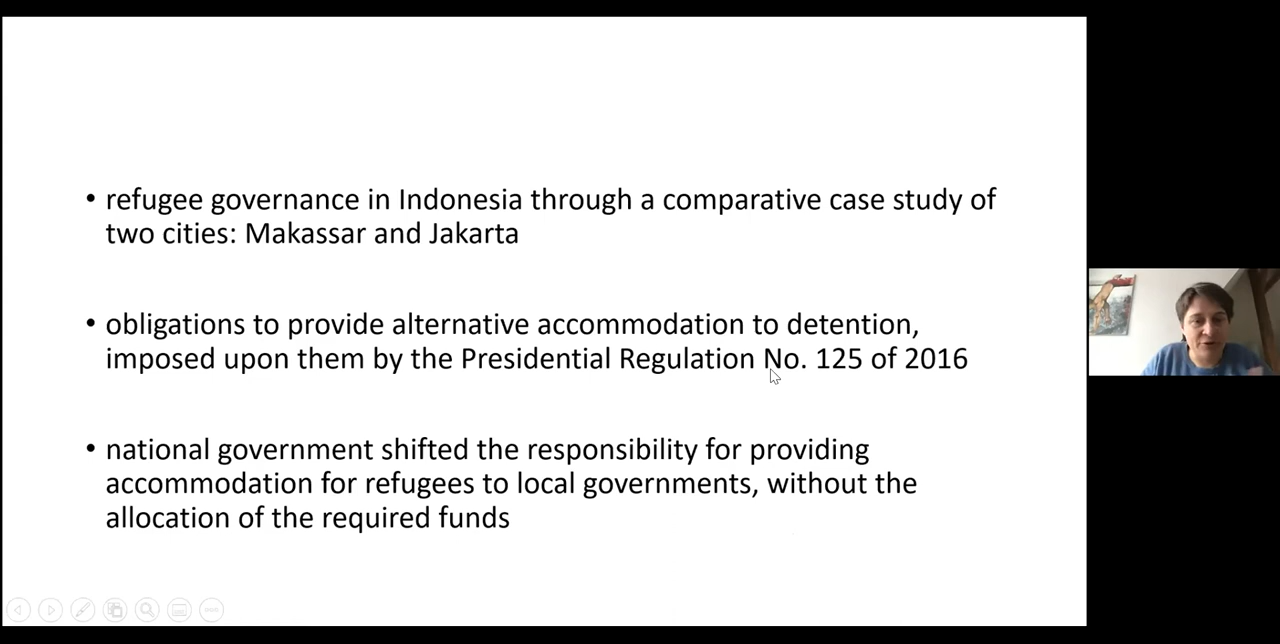 • refugee governance in Indonesia through a comparative case study of
two cities: Makassar and Jakarta
• obligations to provide alternative accommodation to detention,
imposed upon them by the Presidential Regulation No. 125 of 2016
• national government shifted the responsibility for providing
accommodation for refugees to local governments, without the
allocation of the required funds